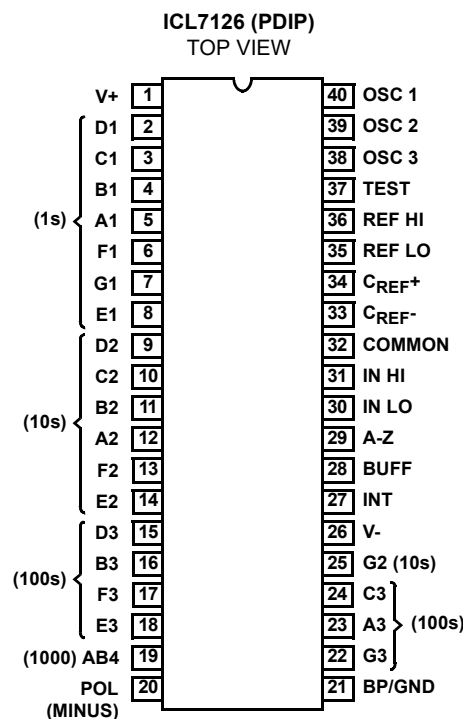 ICL7126 (PDIP)
TOP VIEW
V+ 1 40 OSC 1
D1 2 39 OSC 2
C1 3 38 OSC 3
B1 4 37 TEST
(1s) A1 5 36 REF HI
F1 6 35 REF LO
G1 7 34 CREF+
E1 8 33 CREF-
D2 9 32 COMMON
C2 10 31 IN HI
B2 11 30 IN LO
(10s) A2 12 29 A-Z
F2 13 28 BUFF
E2 14 27 INT
D3 15 26 V-
B3 16 25 G2 (10s)
(100s) F3 17 24 C3
E3 18 23 A3 (100s)
(1000) AB4 19 22 G3
POL 20 21 BP/GND
(MINUS)